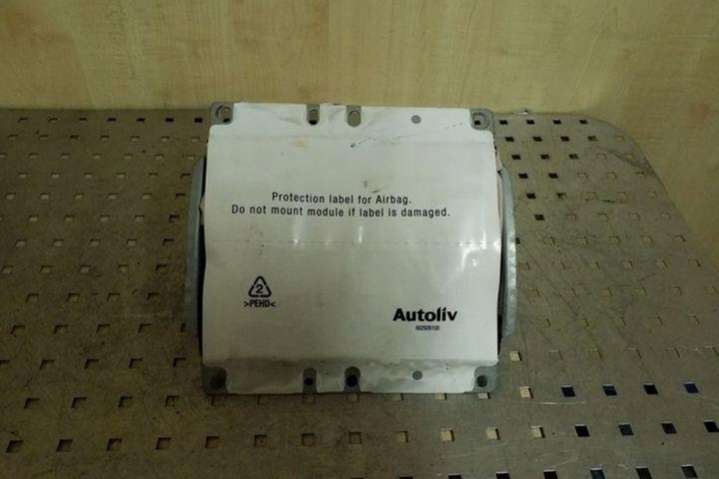 Protection label for Airbag.
Do not mount module if label is damaged.
2
>PEHD<
Autoliv